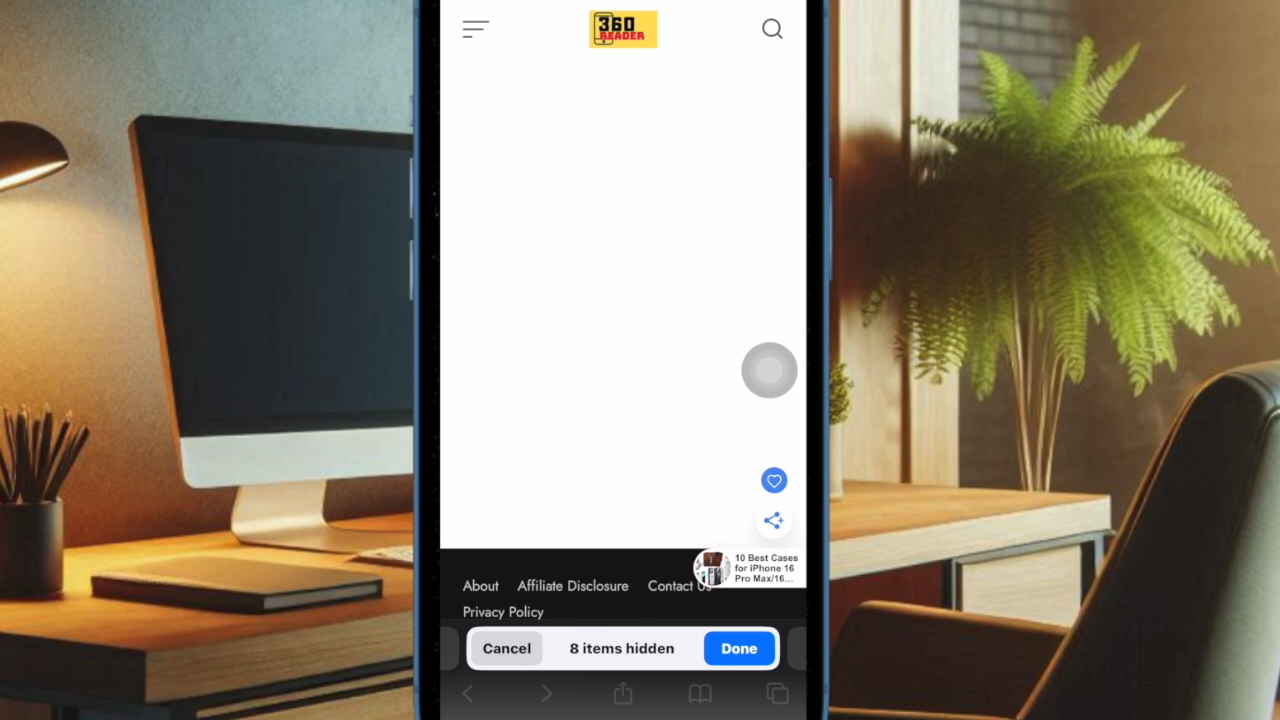 360
READER
10 Best Cases
for iPhone 16
Pro Max/16...
About Affiliate Disclosure Contact Us
Privacy Policy
Cancel 8 items hidden Done